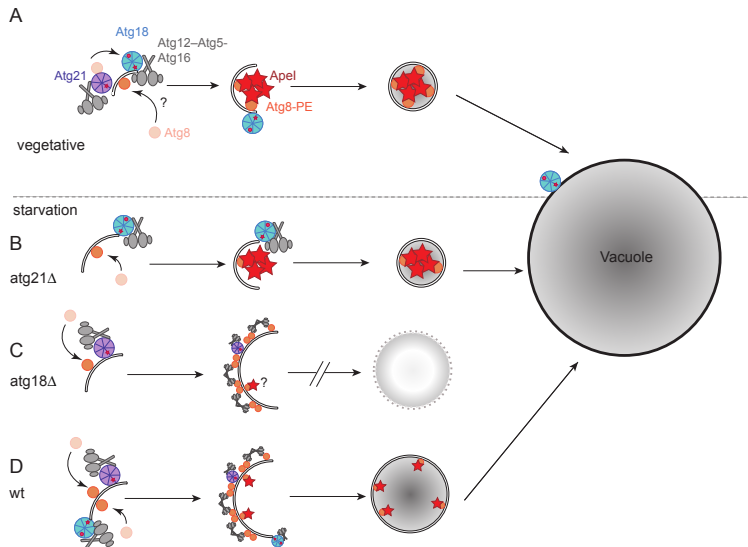 A
Atg18
Atg12–Atg5-
Atg16
Atg21
ApeI
Atg8-PE
?
Atg8
vegetative
starvation
B
atg21Δ
Vacuole
C
atg18Δ
?
D
wt